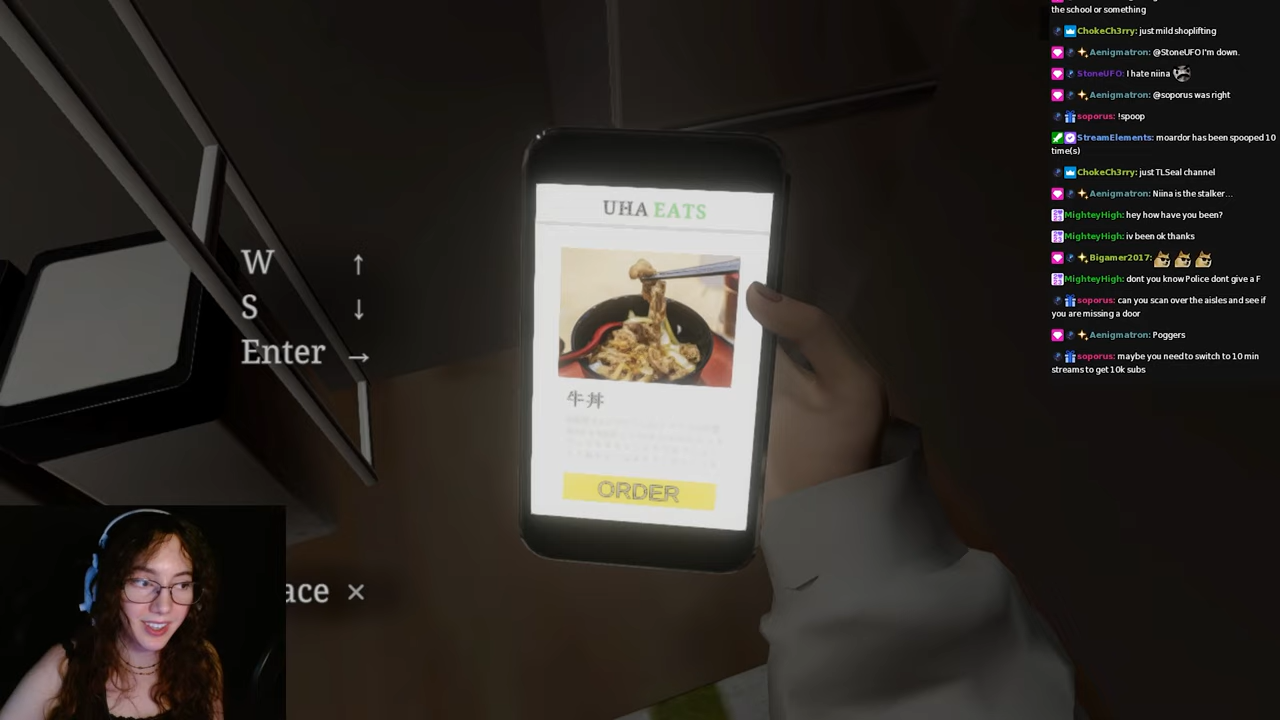 the school or something
ChokeCh3rry: just mild shoplifting
Aenigmatron: @StoneUFO I'm down.
StoneUFO: I hate niina
Aenigmatron: @soporus was right
soporus: !spoop
StreamElements: moardor has been spooped 10
time(s)
ChokeCh3rry: just TLSeal channel
Aenigmatron: Niina is the stalker...
MighteyHigh: hey how have you been?
MighteyHigh: iv been ok thanks
Bigamer2017:
MighteyHigh: dont you know Police dont give a F
soporus: can you scan over the aisles and see if
you are missing a door
Aenigmatron: Poggers
soporus: maybe you need to switch to 10 min
streams to get 10k subs
UHA EATS
牛丼
ORDER
W ↑
S ↓
Enter →
ace ×